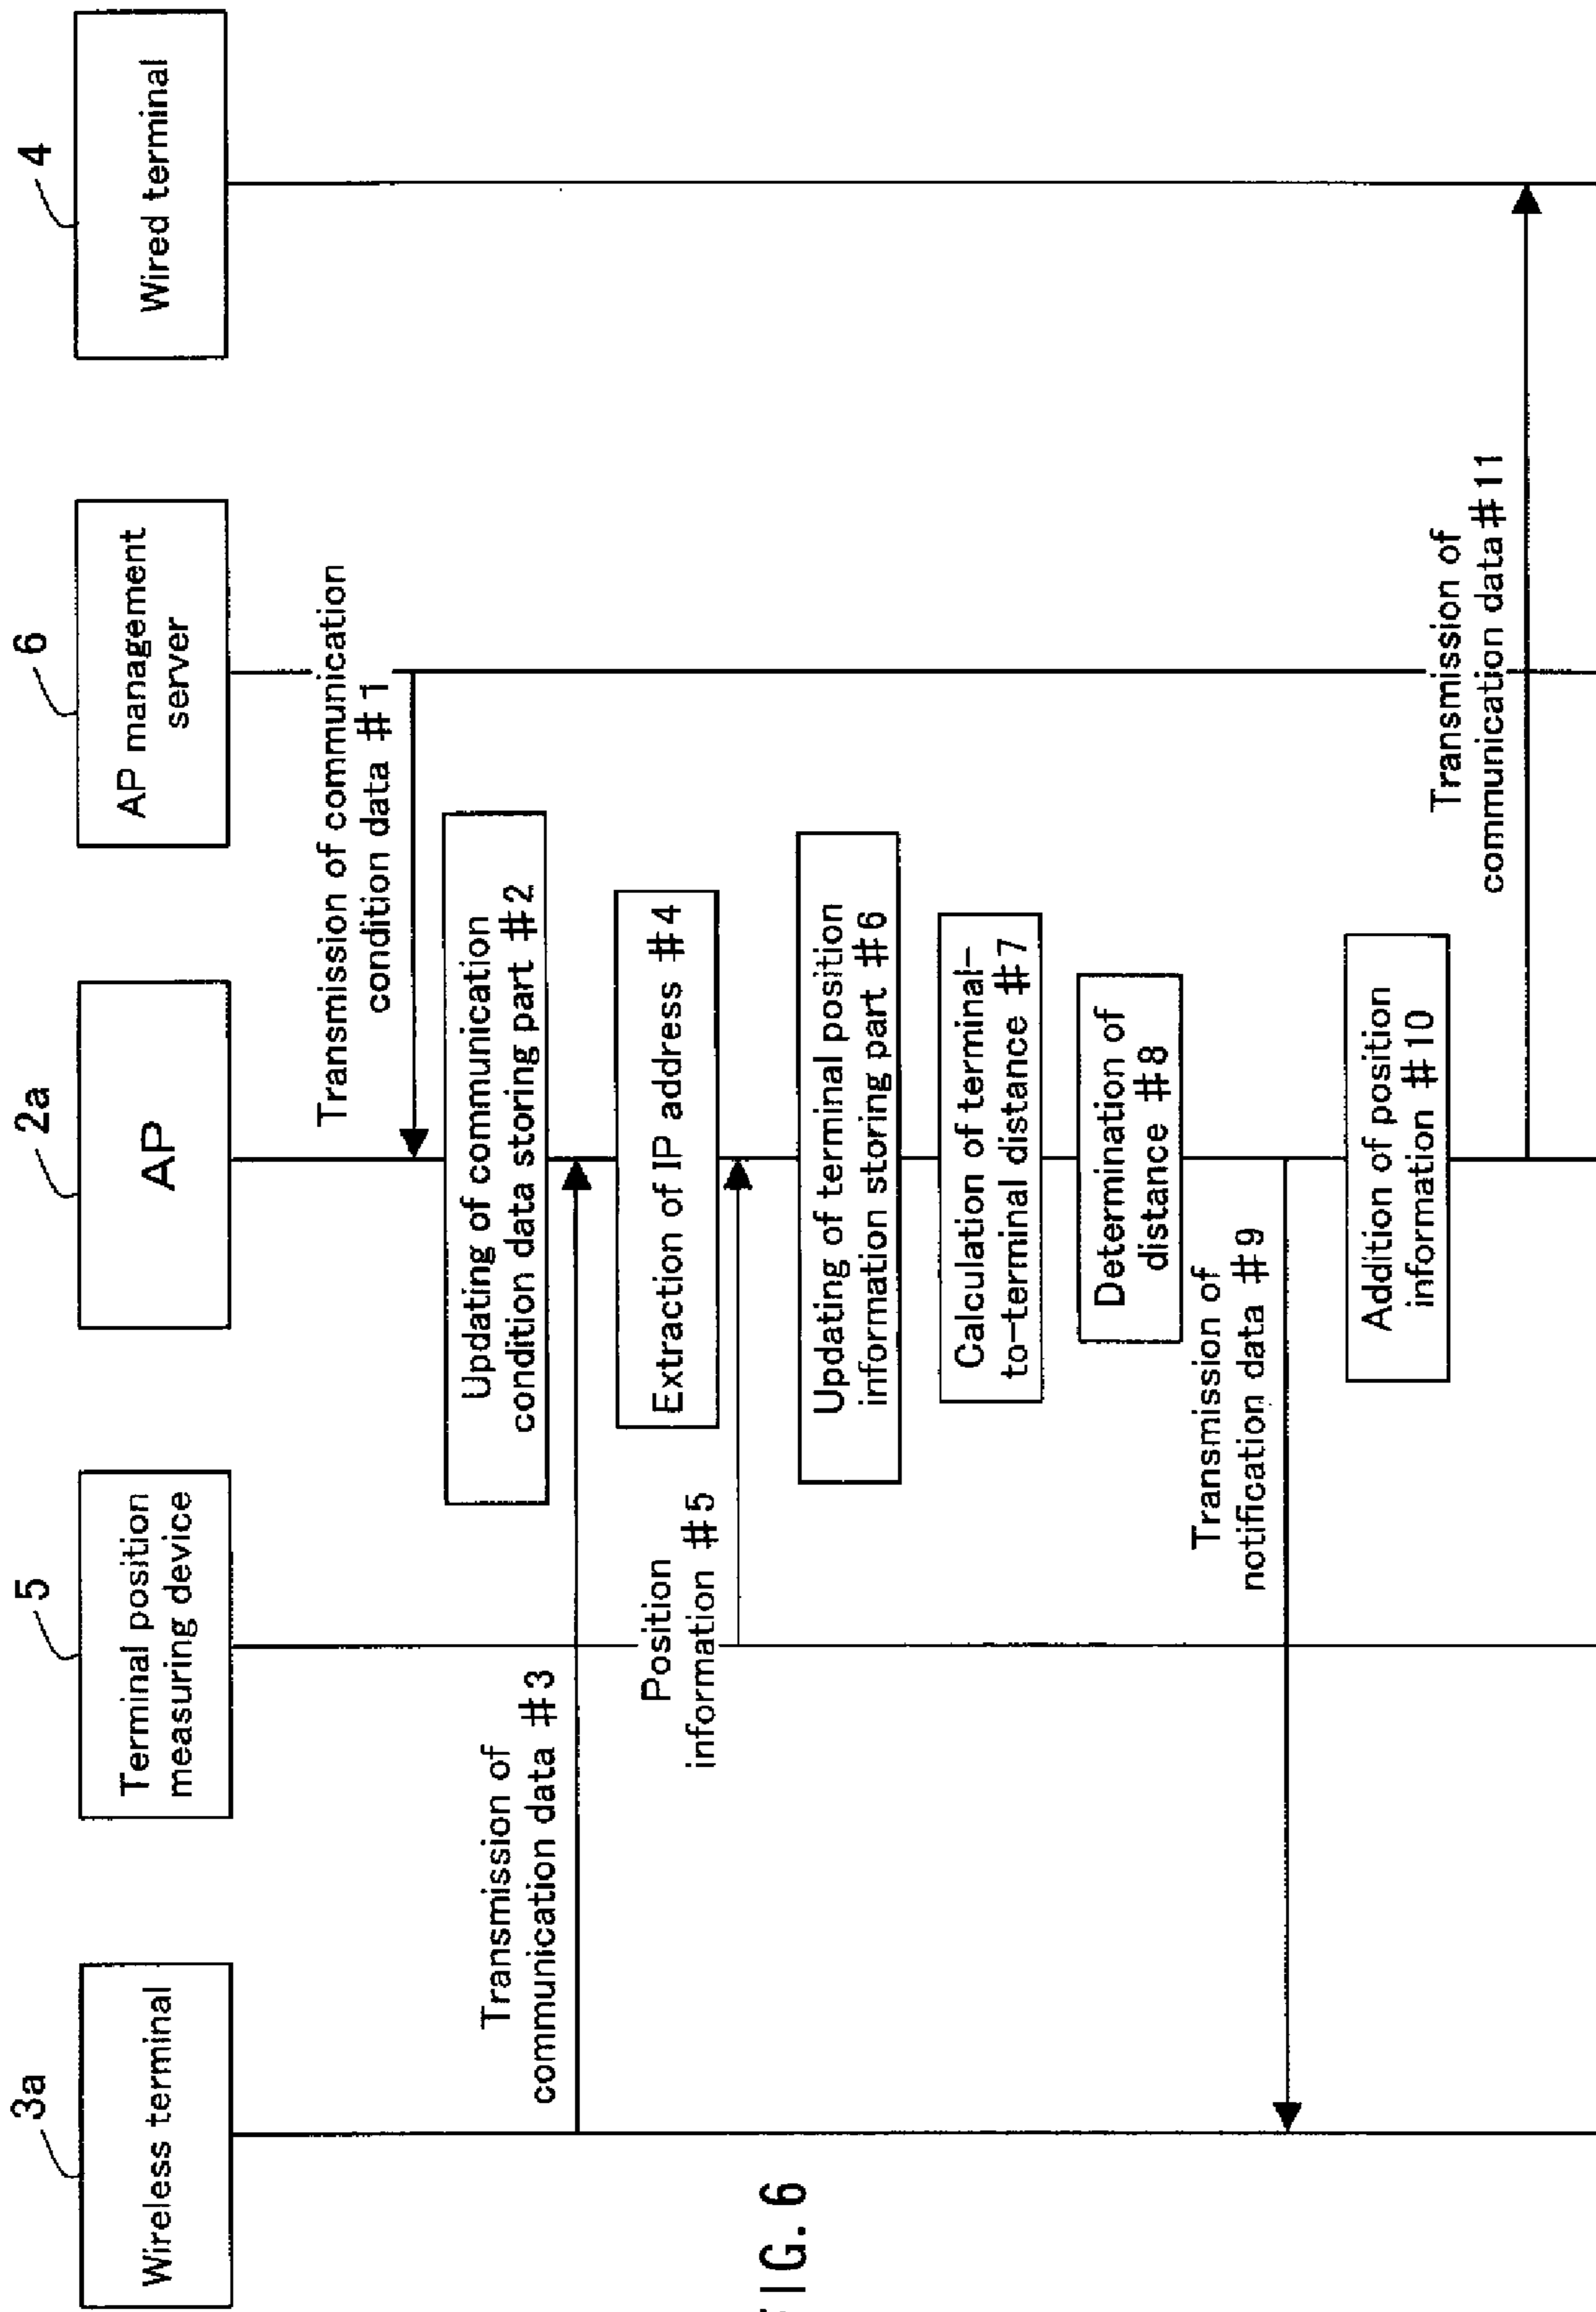 3a
Wireless terminal
5
Terminal position
measuring device
2a
AP
6
AP management
server
4
Wired terminal
Transmission of communication
condition data #1
Updating of communication
condition data storing part #2
Transmission of
communication data #3
Extraction of IP address #4
Position
information #5
Updating of terminal position
information storing part #6
Calculation of terminal-
to-terminal distance #7
Determination of
distance #8
Transmission of
notification data #9
Addition of position
information #10
Transmission of
communication data #11
FIG. 6